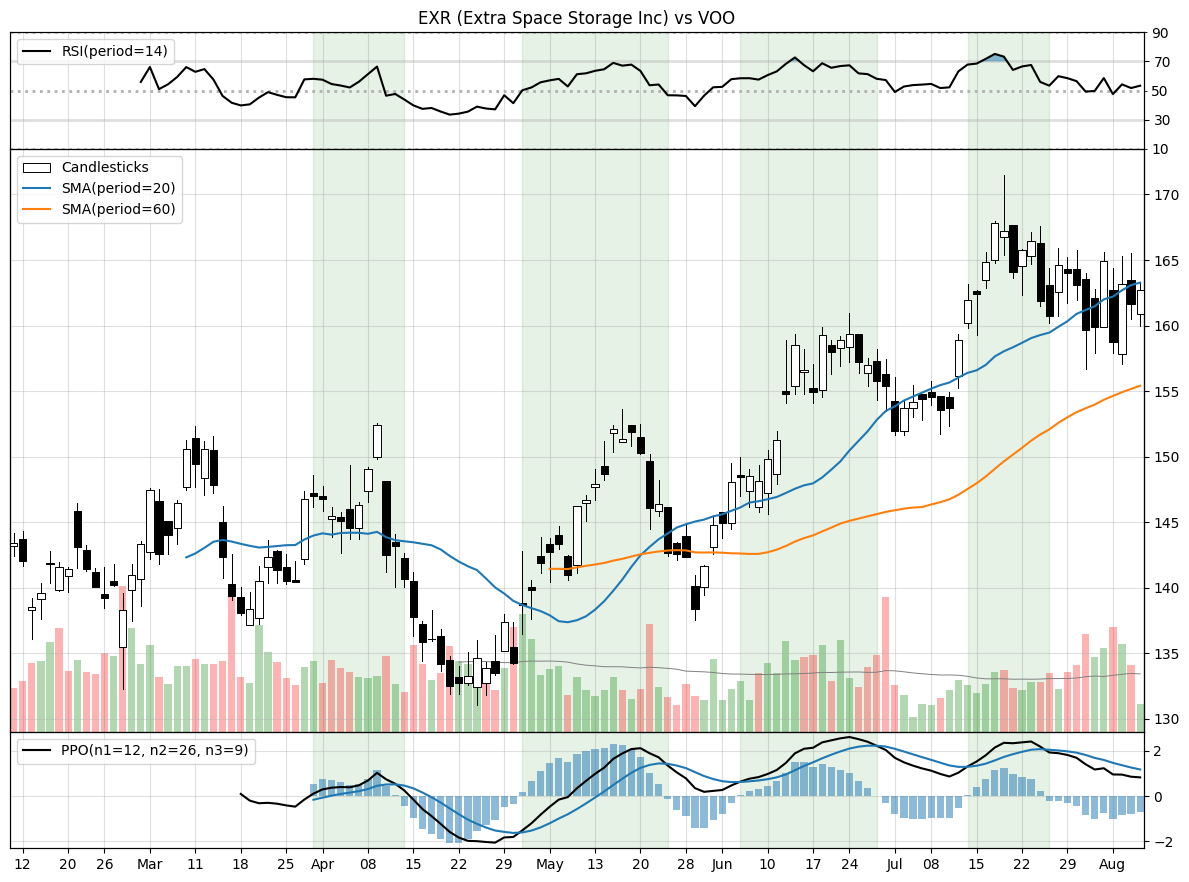 EXR (Extra Space Storage Inc) vs VOO
RSI(period=14)
90
70
50
30
10
Candlesticks
SMA(period=20)
SMA(period=60)
170
165
160
155
150
145
140
135
130
PPO(n1=12, n2=26, n3=9)
2
0
−2
12 20 26 Mar 11 18 25 Apr 08 15 22 29 May 13 20 28 Jun 10 17 24 Jul 08 15 22 29 Aug